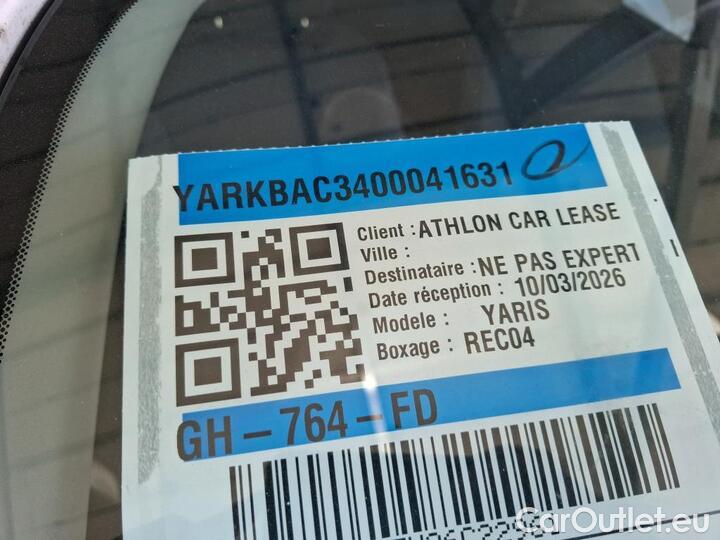 YARKBAC3400041631
Client : ATHLON CAR LEASE
Ville :
Destinataire : NE PAS EXPERT
Date réception : 10/03/2026
Modele : YARIS
Boxage : REC04
GH-764-FD
CarOutlet.eu